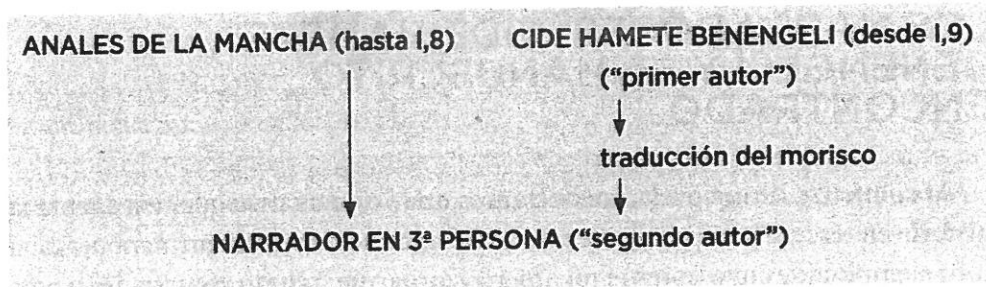 ANALES DE LA MANCHA (hasta I,8) CIDE HAMETE BENENGELI (desde I,9)
("primer autor")
traducción del morisco
NARRADOR EN 3ª PERSONA ("segundo autor")